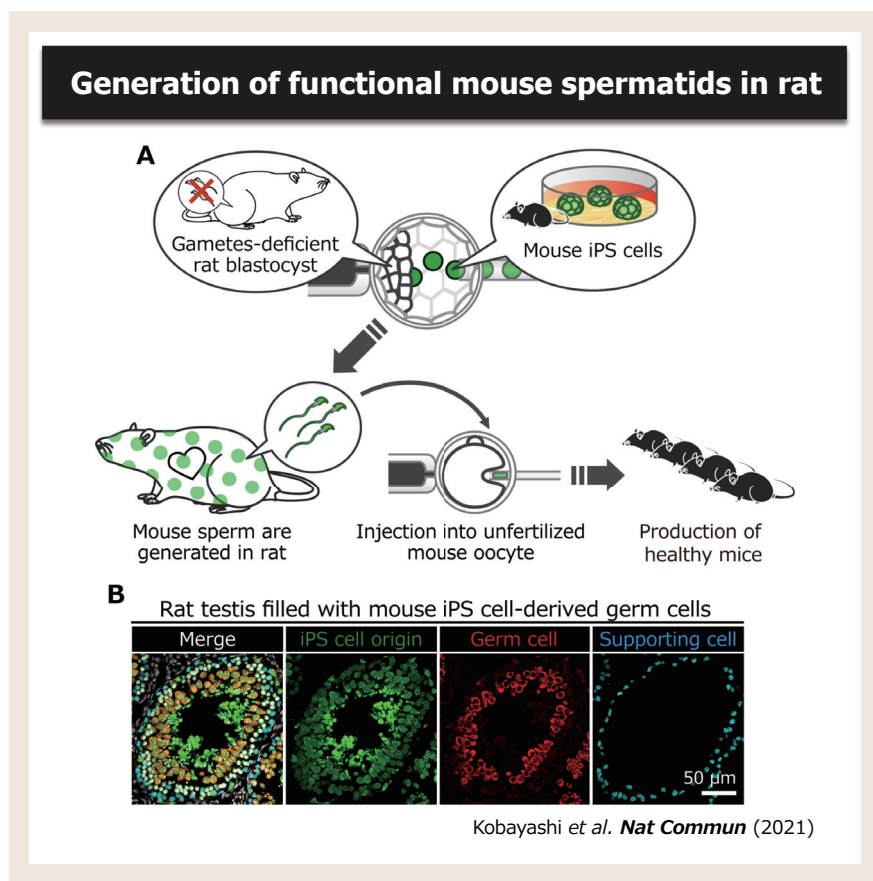 Generation of functional mouse spermatids in rat
A
Gametes-deficient
rat blastocyst
Mouse iPS cells
Mouse sperm are
generated in rat
Injection into unfertilized
mouse oocyte
Production of
healthy mice
B
Rat testis filled with mouse iPS cell-derived germ cells
Merge
iPS cell origin
Germ cell
Supporting cell
50 μm
Kobayashi et al. Nat Commun (2021)